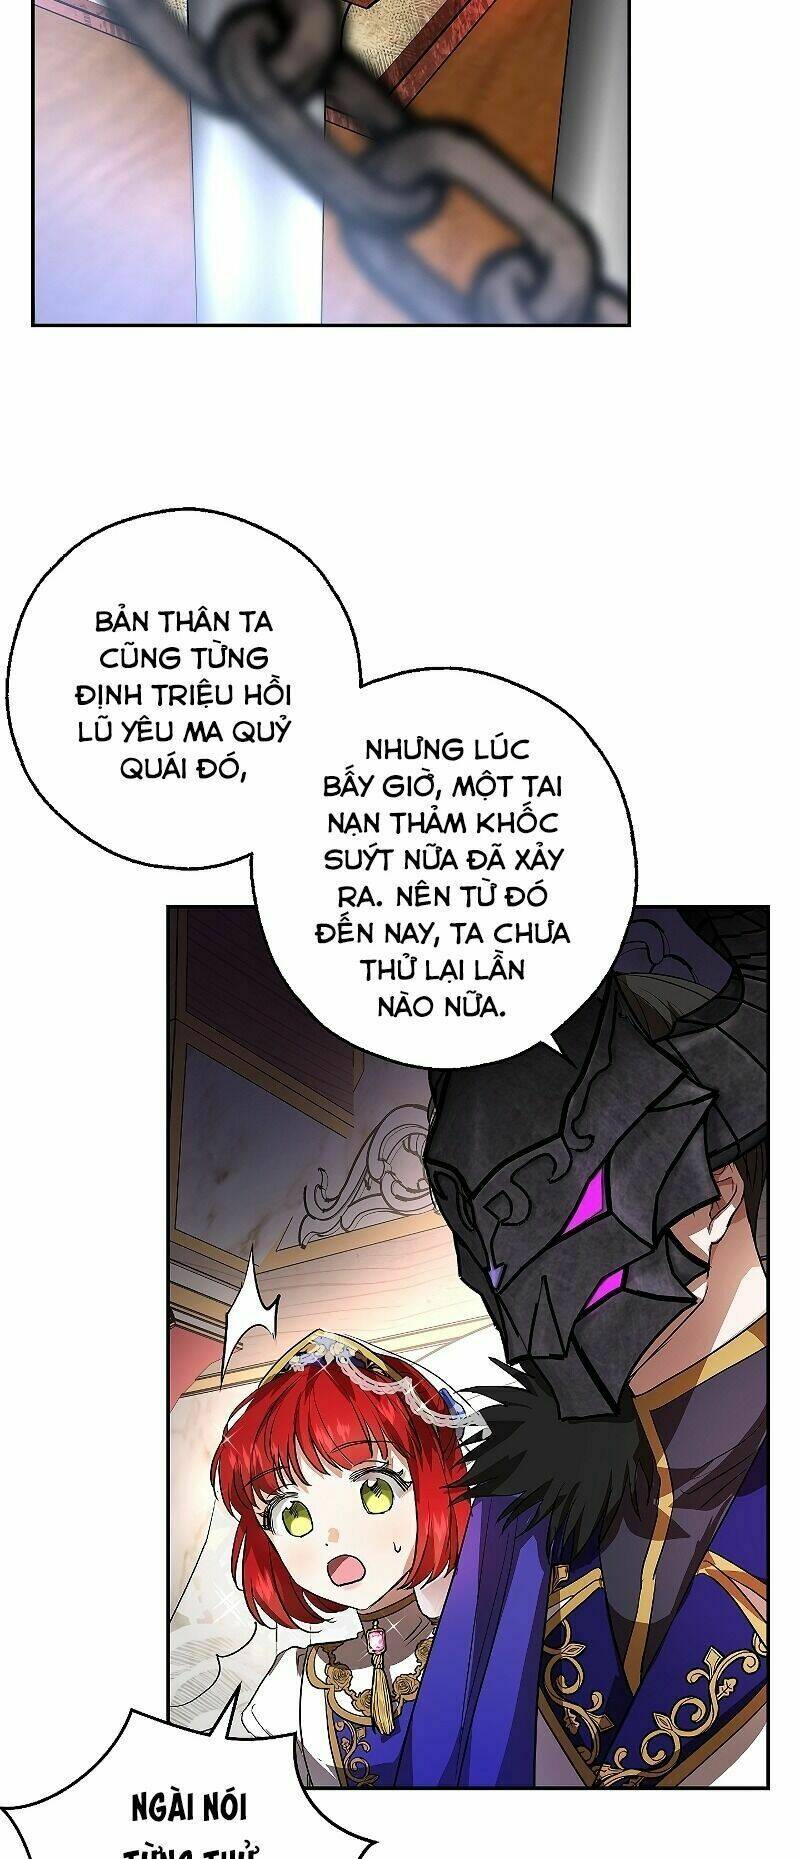 BẢN THÂN TA
CŨNG TỪNG
ĐỊNH TRIỆU HỒI
LŨ YÊU MA QUỶ
QUÁI ĐÓ,
NHƯNG LÚC
BẤY GIỜ, MỘT TAI
NẠN THẢM KHỐC
SUÝT NỮA ĐÃ XẢY
RA. NÊN TỪ ĐÓ
ĐẾN NAY, TA CHƯA
THỬ LẠI LẦN
NÀO NỮA.
NGÀI NÓI
TỪNG THỬ